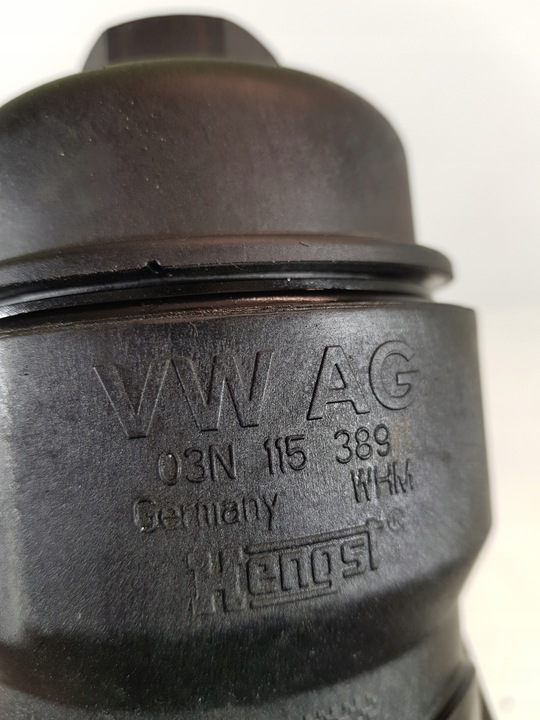 VW AG
03N 115 389
Germany WHM
Hengst®